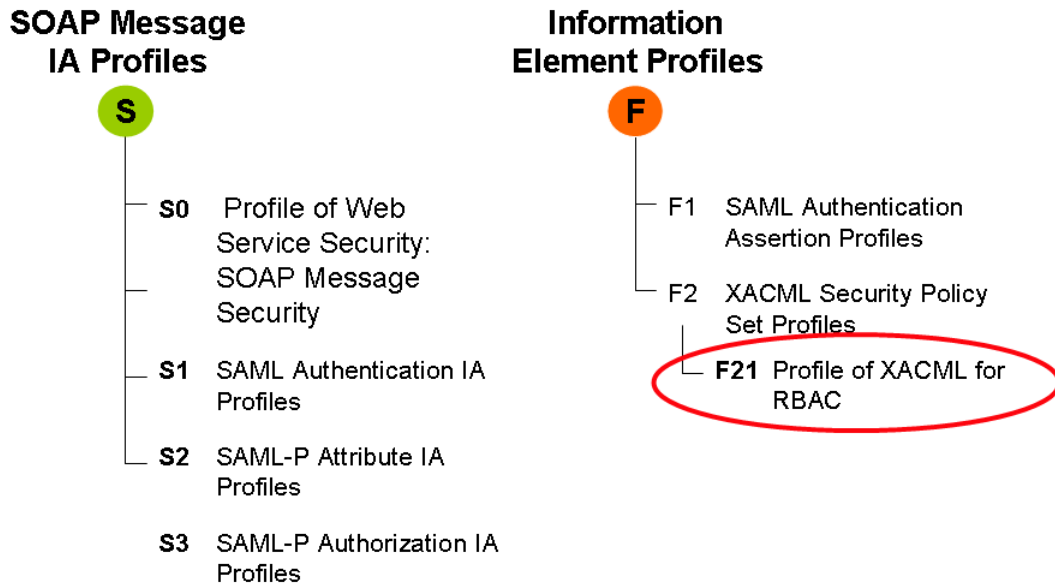 SOAP Message
IA Profiles
S
S0 Profile of Web
Service Security:
SOAP Message
Security
S1 SAML Authentication IA
Profiles
S2 SAML-P Attribute IA
Profiles
S3 SAML-P Authorization IA
Profiles
Information
Element Profiles
F
F1 SAML Authentication
Assertion Profiles
F2 XACML Security Policy
Set Profiles
F21 Profile of XACML for
RBAC